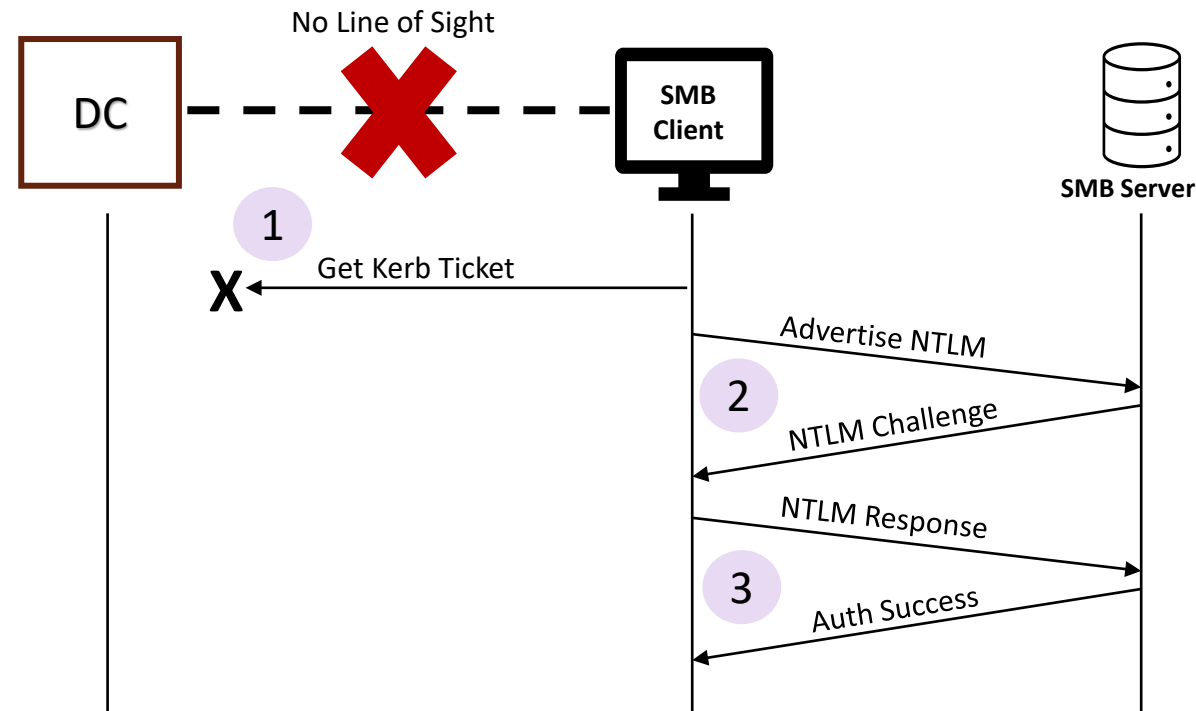 No Line of Sight
DC
SMB
Client
SMB Server
1
X
Get Kerb Ticket
Advertise NTLM
2
NTLM Challenge
NTLM Response
3
Auth Success